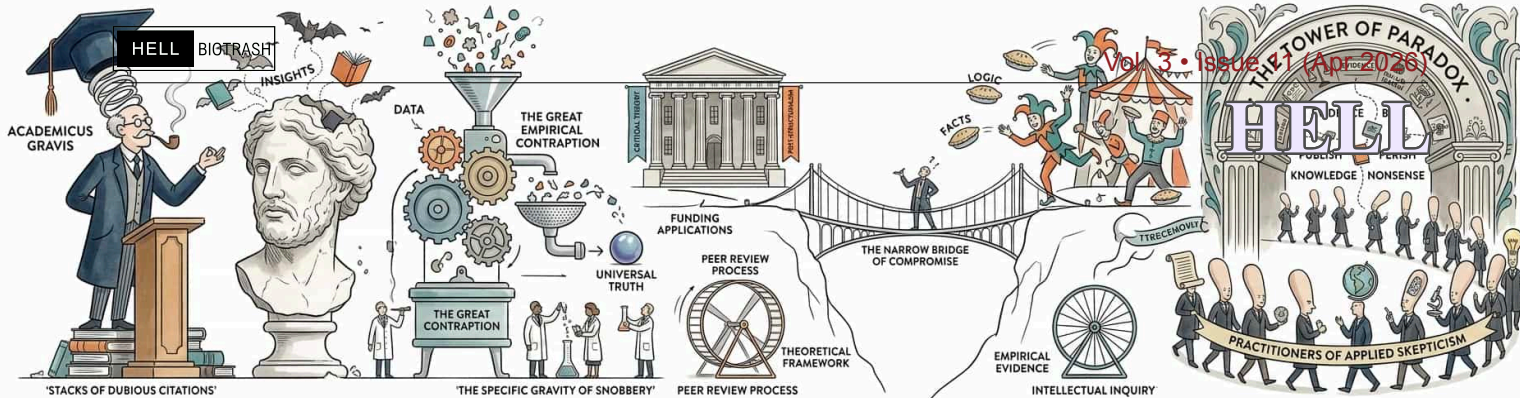 HELL BIOTRASH
INSIGHTS
ACADEMICUS
GRAVIS
'STACKS OF DUBIOUS CITATIONS'
DATA
THE GREAT
EMPIRICAL
CONTRAPTION
UNIVERSAL
TRUTH
THE GREAT
CONTRAPTION
'THE SPECIFIC GRAVITY OF SNOBBERY'
CRITICAL THEORY
POST-STRUCTURALISM
FUNDING
APPLICATIONS
PEER REVIEW
PROCESS
THEORETICAL
FRAMEWORK
PEER REVIEW PROCESS
THE NARROW BRIDGE
OF COMPROMISE
LOGIC
FACTS
EMPIRICAL
EVIDENCE
INTELLECTUAL INQUIRY
TTRECENOVLT
Vol. 3 • Issue 11 (Apr 2026)
THE TOWER OF PARADOX
EVIDENCE
HELL
PUBLISH PERISH
KNOWLEDGE NONSENSE
PRACTITIONERS OF APPLIED SKEPTICISM